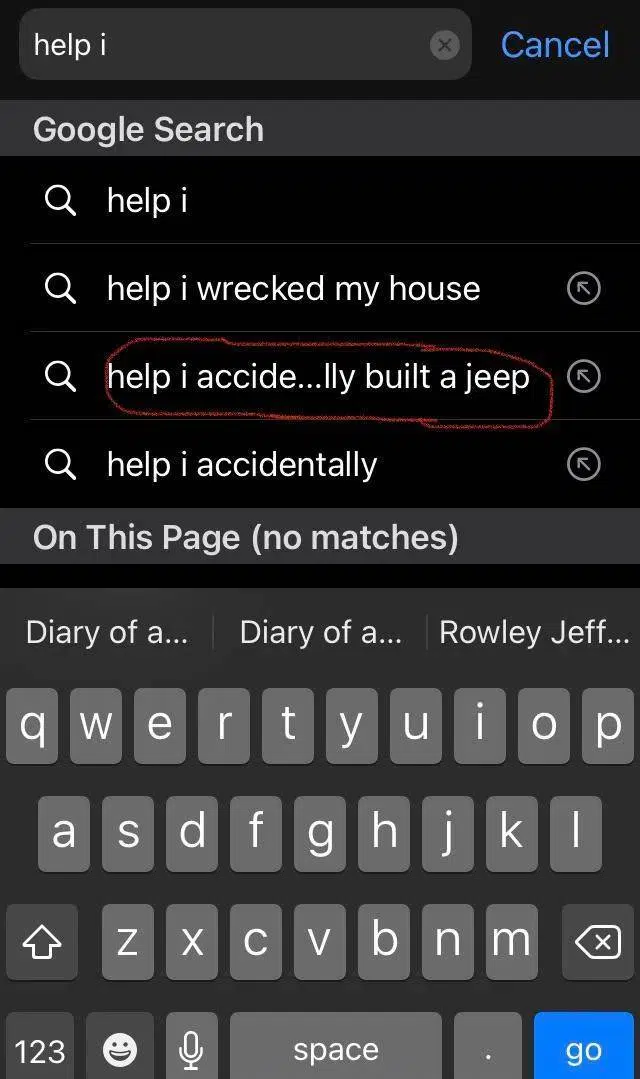 help i
Cancel
Google Search
help i
help i wrecked my house
help i accide...lly built a jeep
help i accidentally
On This Page (no matches)
Diary of a... Diary of a... Rowley Jeff...
q w e r t y u i o p
a s d f g h j k l
z x c v b n m
123 space . go